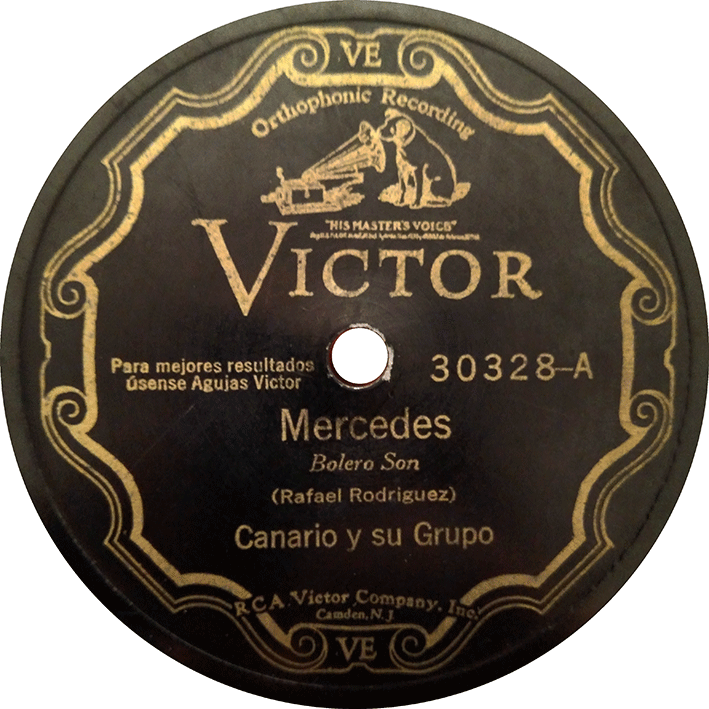 VE
Orthophonic Recording
"HIS MASTER'S VOICE"
VICTOR
Para mejores resultados
úsense Agujas Victor
30328-A
Mercedes
Bolero Son
(Rafael Rodriguez)
Canario y su Grupo
RCA Victor Company, Inc.
Camden, N. J
VE